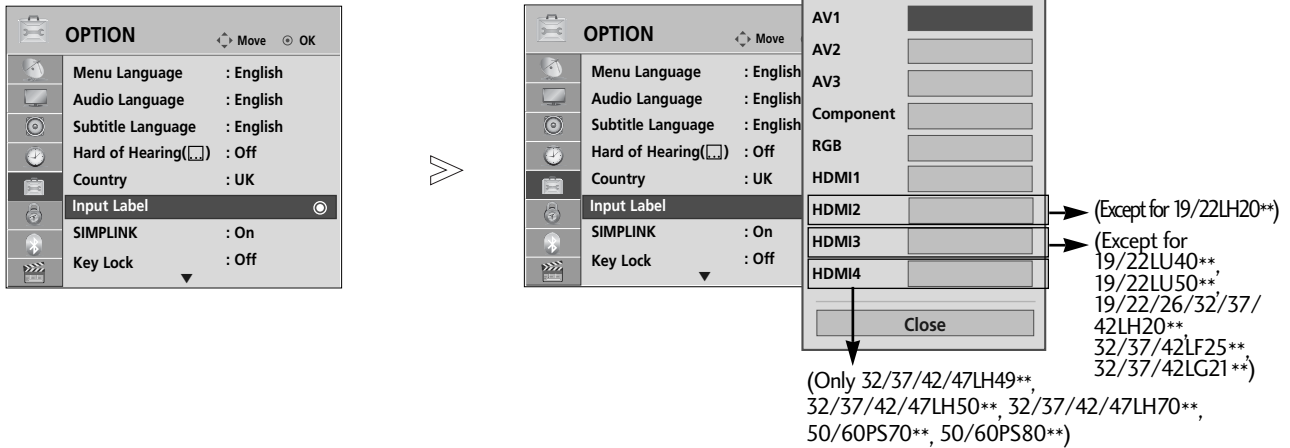 OPTION Move OK
Menu Language : English
Audio Language : English
Subtitle Language : English
Hard of Hearing( ) : Off
Country : UK
Input Label
SIMPLINK : On
Key Lock : Off
OPTION Move
Menu Language : English
Audio Language : English
Subtitle Language : English
Hard of Hearing( ) : Off
Country : UK
Input Label
SIMPLINK : On
Key Lock : Off
AV1
AV2
AV3
Component
RGB
HDMI1
HDMI2
HDMI3
HDMI4
Close
(Except for 19/22LH20**)
(Except for
19/22LU40**,
19/22LU50**,
19/22/26/32/37/
42LH20**,
32/37/42LF25**,
32/37/42LG21**)
(Only 32/37/42/47LH49**,
32/37/42/47LH50**, 32/37/42/47LH70**,
50/60PS70**, 50/60PS80**)